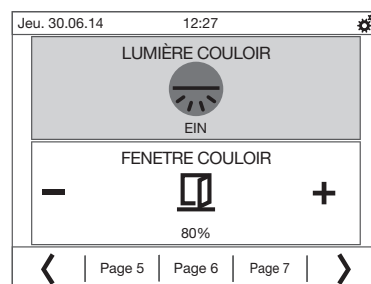 Jeu. 30.06.14 12:27
LUMIÈRE COULOIR
EIN
FENETRE COULOIR
− +
80%
Page 5 Page 6 Page 7